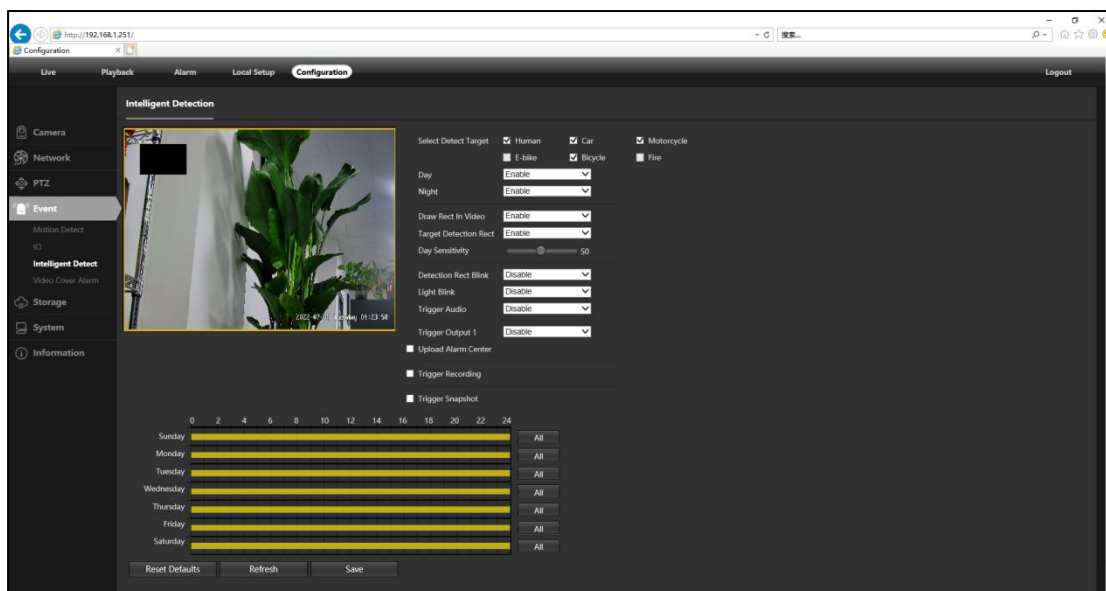 http://192.168.1.251/
搜索...
Configuration
Live Playback Alarm Local Setup Configuration Logout
Intelligent Detection
Camera
Network
PTZ
Event
Motion Detect
IO
Intelligent Detect
Video Cover Alarm
Storage
System
Information
Select Detect Target Human Car Motorcycle
E-bike Bicycle Fire
Day Enable
Night Enable
Draw Rect In Video Enable
Target Detection Rect Enable
Day Sensitivity 50
Detection Rect Blink Disable
Light Blink Disable
Trigger Audio Disable
Trigger Output 1 Disable
Upload Alarm Center
Trigger Recording
Trigger Snapshot
0 2 4 6 8 10 12 14 16 18 20 22 24
Sunday All
Monday All
Tuesday All
Wednesday All
Thursday All
Friday All
Saturday All
Reset Defaults Refresh Save